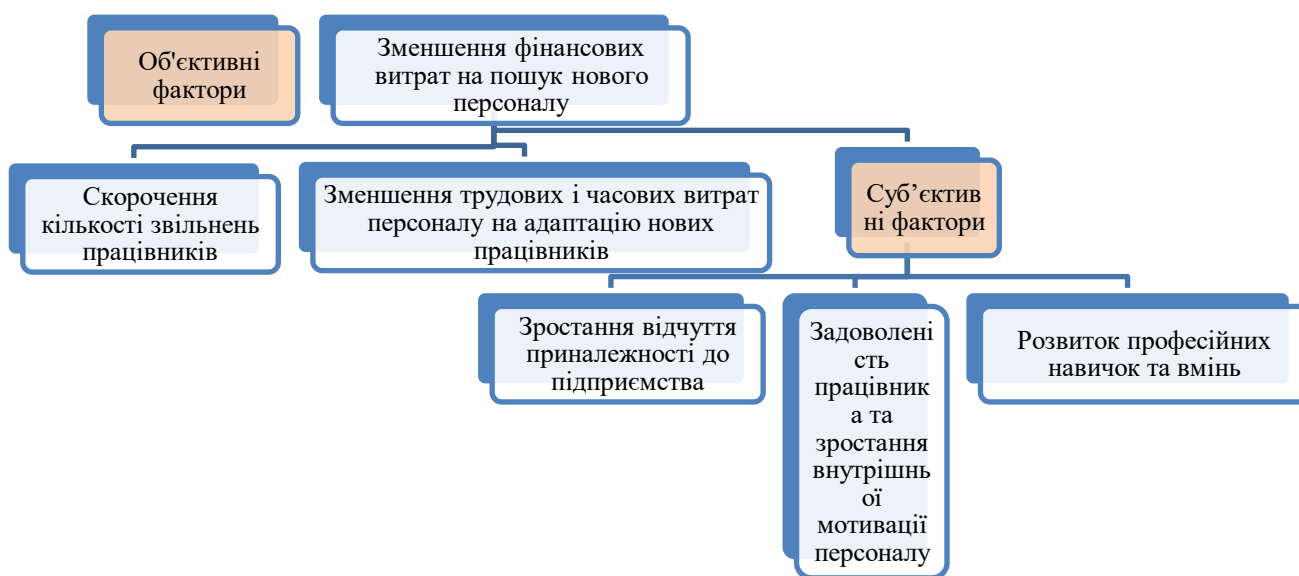 Об'єктивні
фактори
Зменшення фінансових
витрат на пошук нового
персоналу
Скорочення
кількості звільнень
працівників
Зменшення трудових і часових витрат
персоналу на адаптацію нових
працівників
Суб’єктив
ні фактори
Зростання відчуття
приналежності до
підприємства
Задоволені
сть
працівник
а та
зростання
внутрішнь
ої
мотивації
персоналу
Розвиток професійних
навичок та вмінь